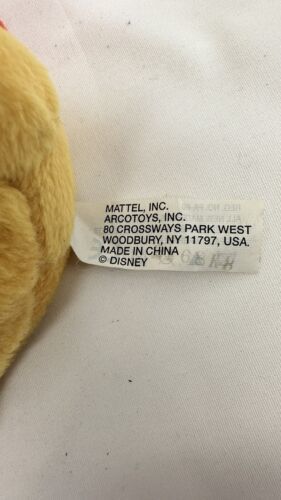 MATTEL, INC.
ARCOTOYS, INC.
80 CROSSWAYS PARK WEST
WOODBURY, NY 11797, USA.
MADE IN CHINA
© DISNEY